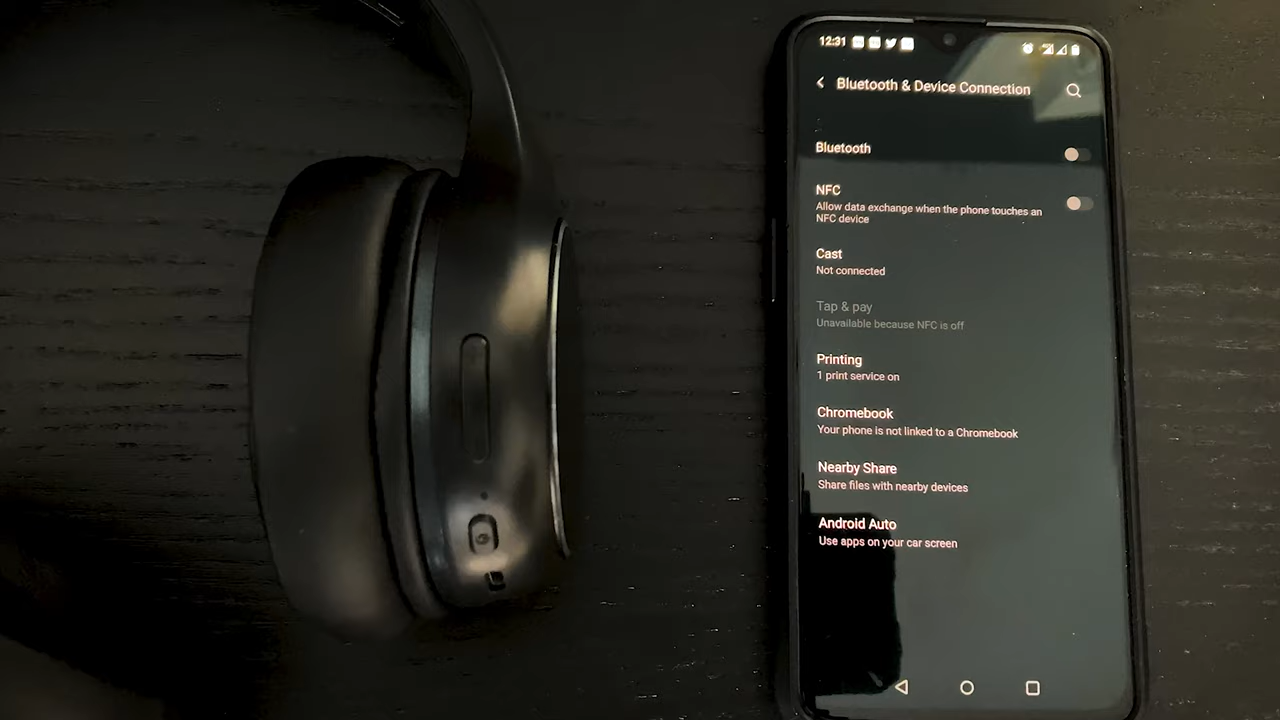 12:31
Bluetooth & Device Connection
Bluetooth
NFC
Allow data exchange when the phone touches an
NFC device
Cast
Not connected
Tap & pay
Unavailable because NFC is off
Printing
1 print service on
Chromebook
Your phone is not linked to a Chromebook
Nearby Share
Share files with nearby devices
Android Auto
Use apps on your car screen